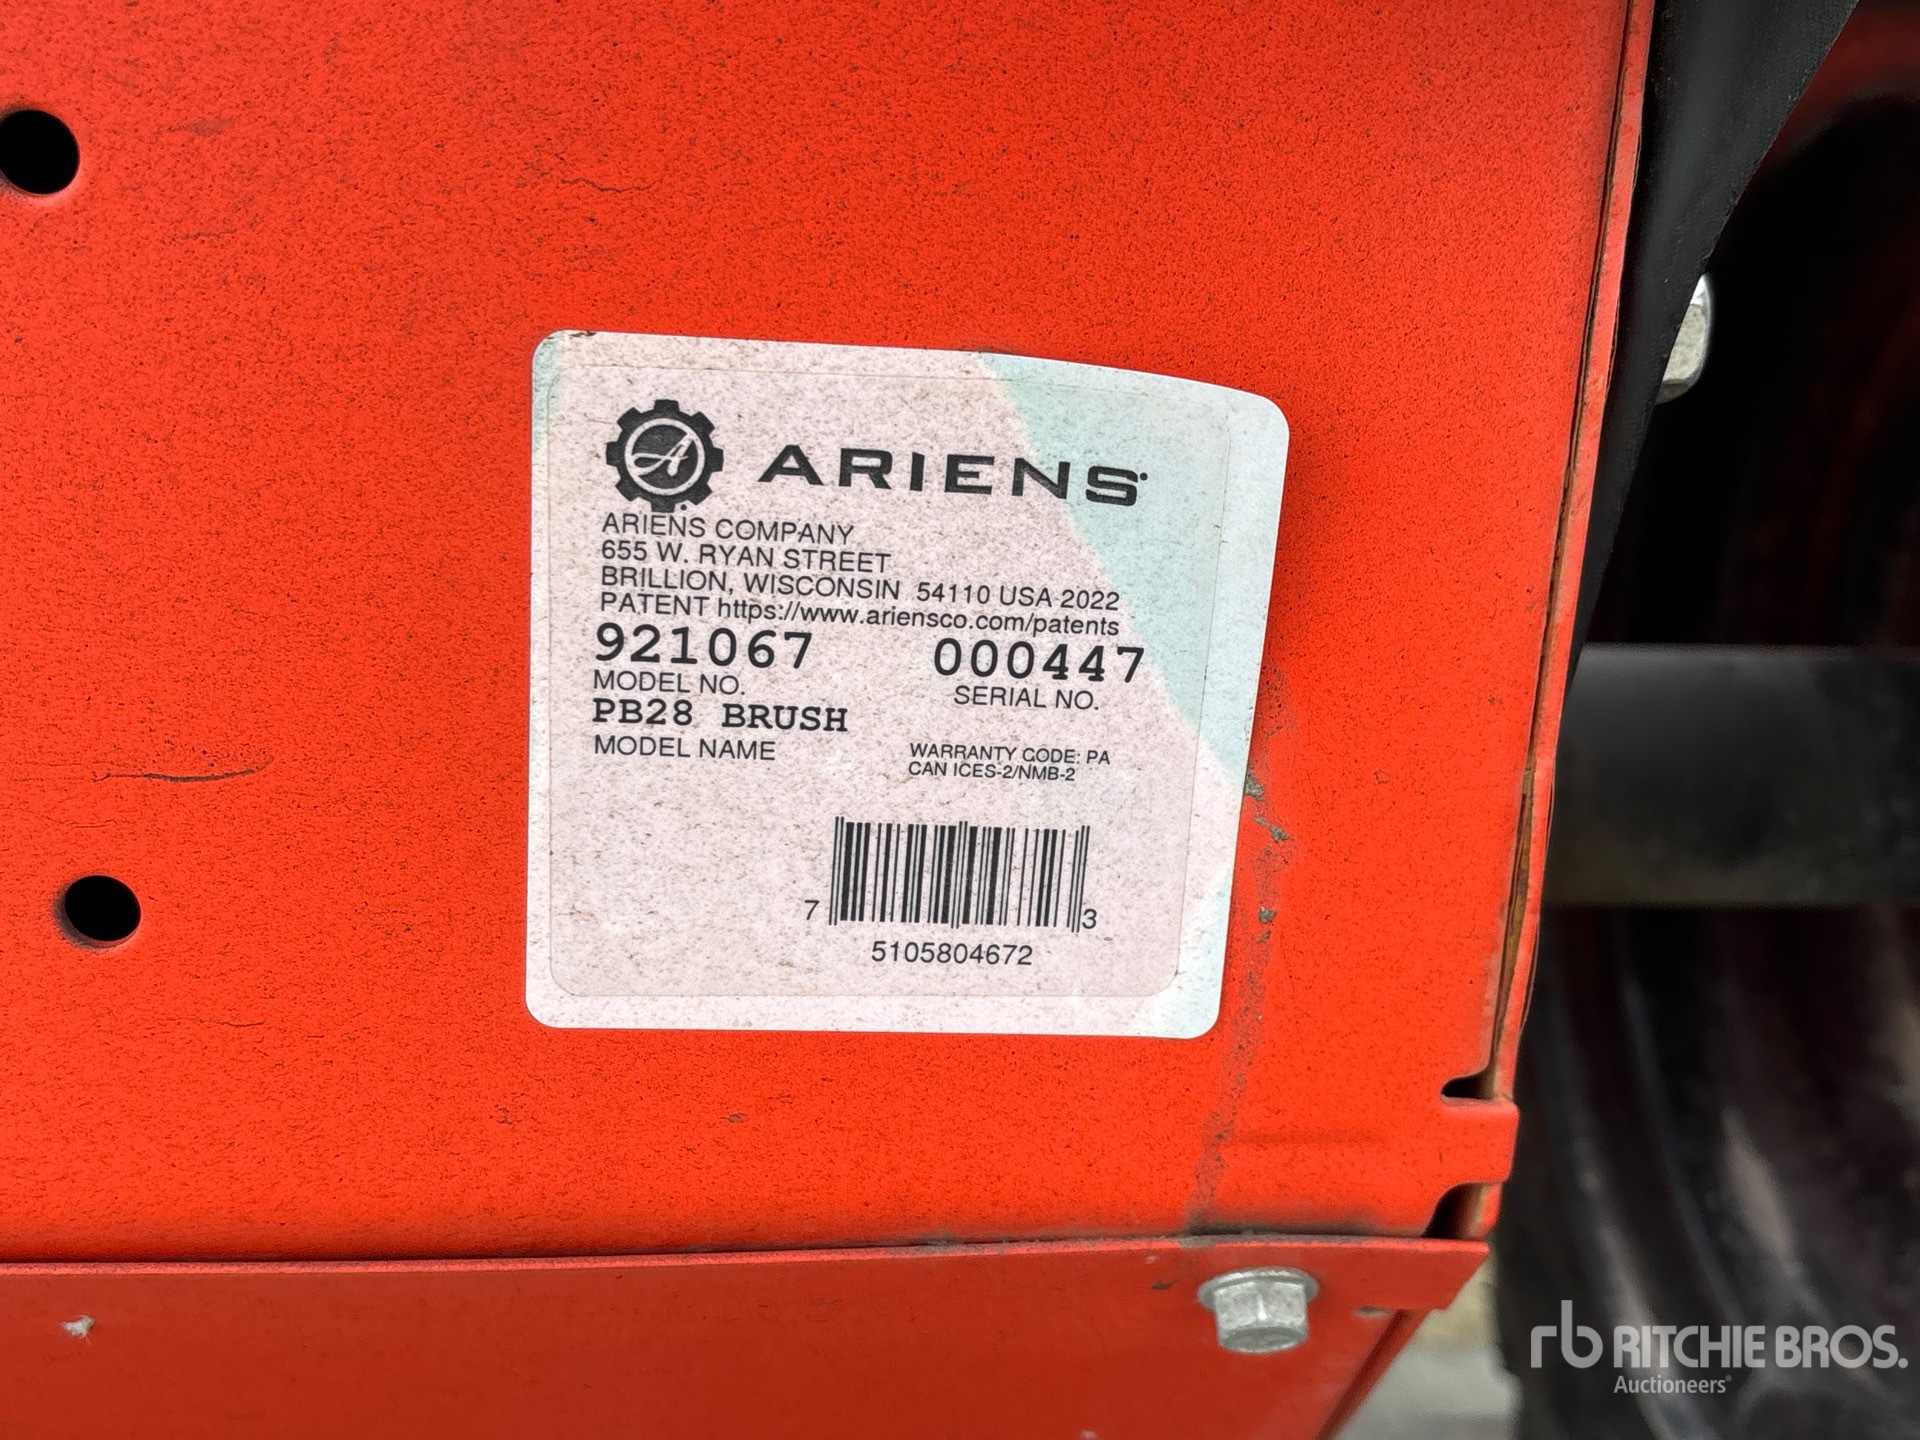 ARIENS
ARIENS COMPANY
655 W. RYAN STREET
BRILLION, WISCONSIN 54110 USA 2022
PATENT https://www.ariensco.com/patents
921067 000447
MODEL NO. SERIAL NO.
PB28 BRUSH
MODEL NAME
WARRANTY CODE: PA
CAN ICES-2/NMB-2
7 3
5105804672
rb RITCHIE BROS.
Auctioneers®